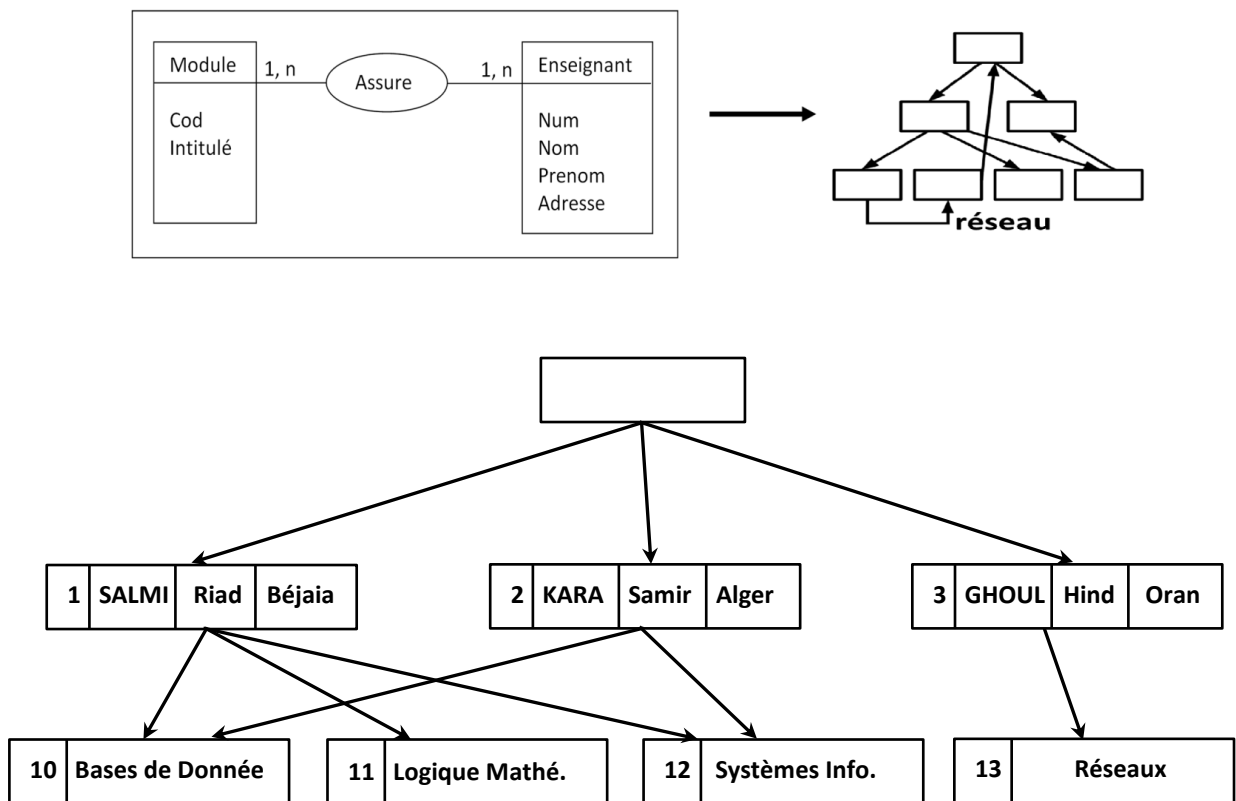 Module
1, n
Assure
1, n
Enseignant
Cod
Intitulé
Num
Nom
Prenom
Adresse
réseau
1 SALMI Riad Béjaia
2 KARA Samir Alger
3 GHOUL Hind Oran
10 Bases de Donnée
11 Logique Mathé.
12 Systèmes Info.
13 Réseaux